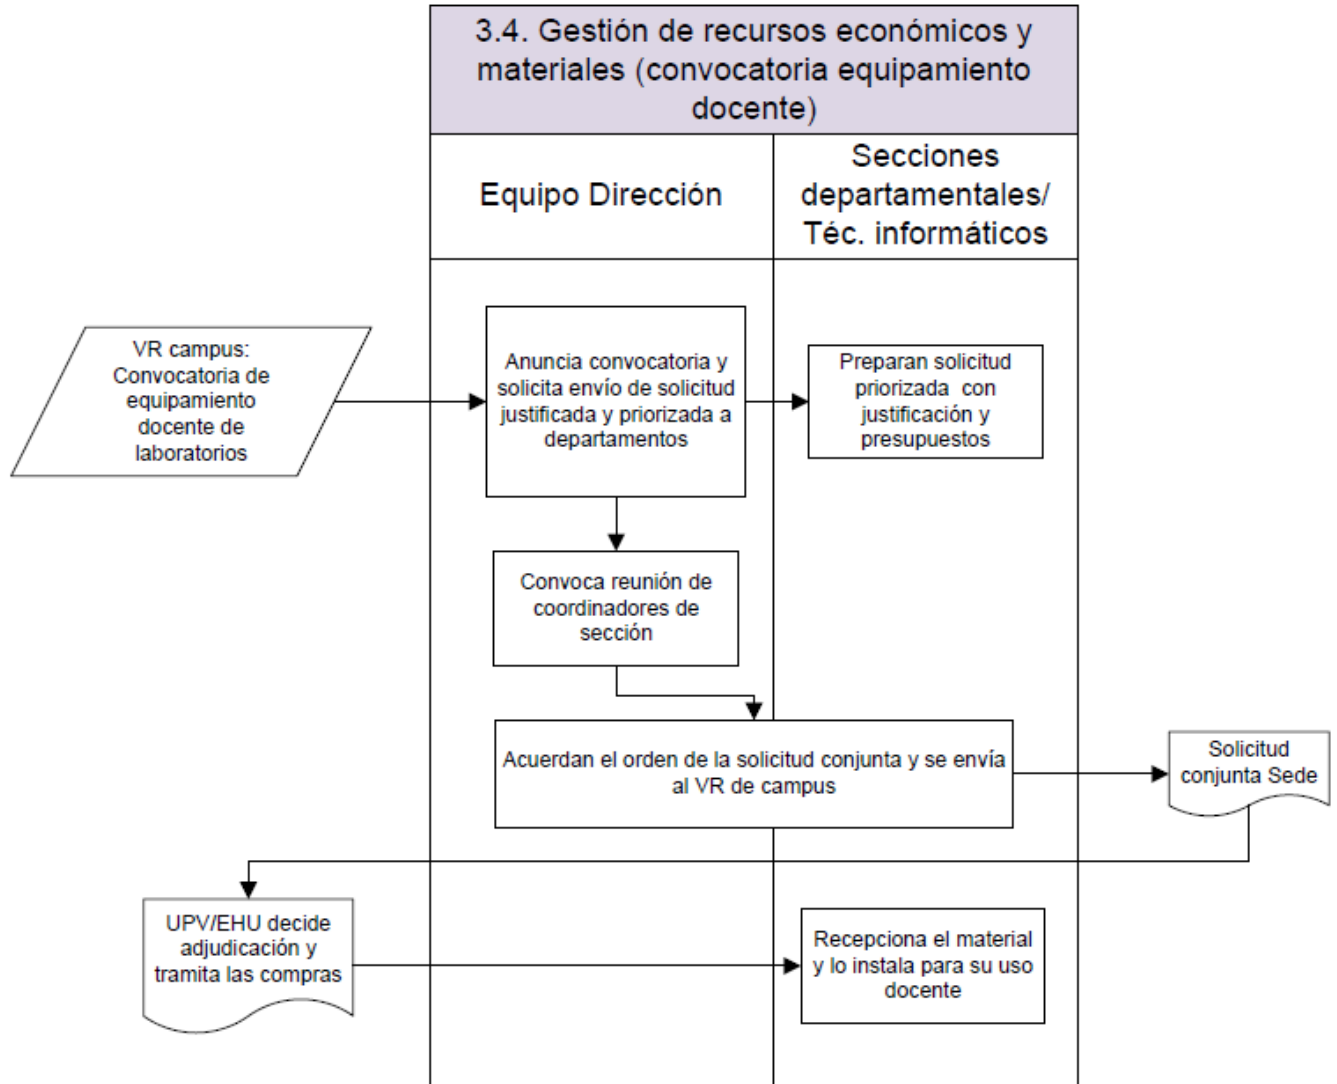 3.4. Gestión de recursos económicos y
materiales (convocatoria equipamiento
docente)
Equipo Dirección
Secciones
departamentales/
Téc. informáticos
VR campus:
Convocatoria de
equipamiento
docente de
laboratorios
Anuncia convocatoria y
solicita envío de solicitud
justificada y priorizada a
departamentos
Preparan solicitud
priorizada con
justificación y
presupuestos
Convoca reunión de
coordinadores de
sección
Acuerdan el orden de la solicitud conjunta y se envía
al VR de campus
Solicitud
conjunta Sede
UPV/EHU decide
adjudicación y
tramita las compras
Recepciona el material
y lo instala para su uso
docente